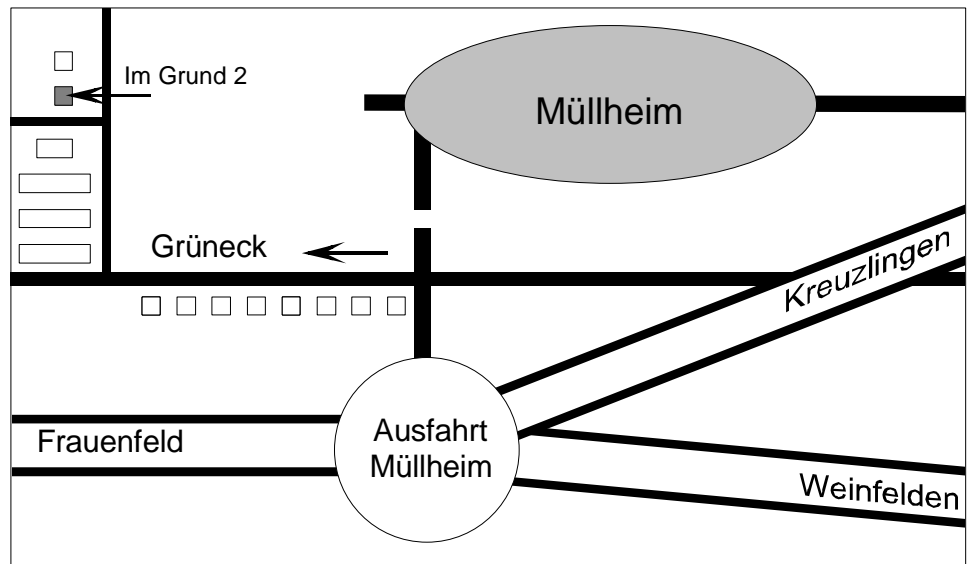 Im Grund 2
Müllheim
Grüneck
Kreuzlingen
Ausfahrt
Müllheim
Frauenfeld
Weinfelden